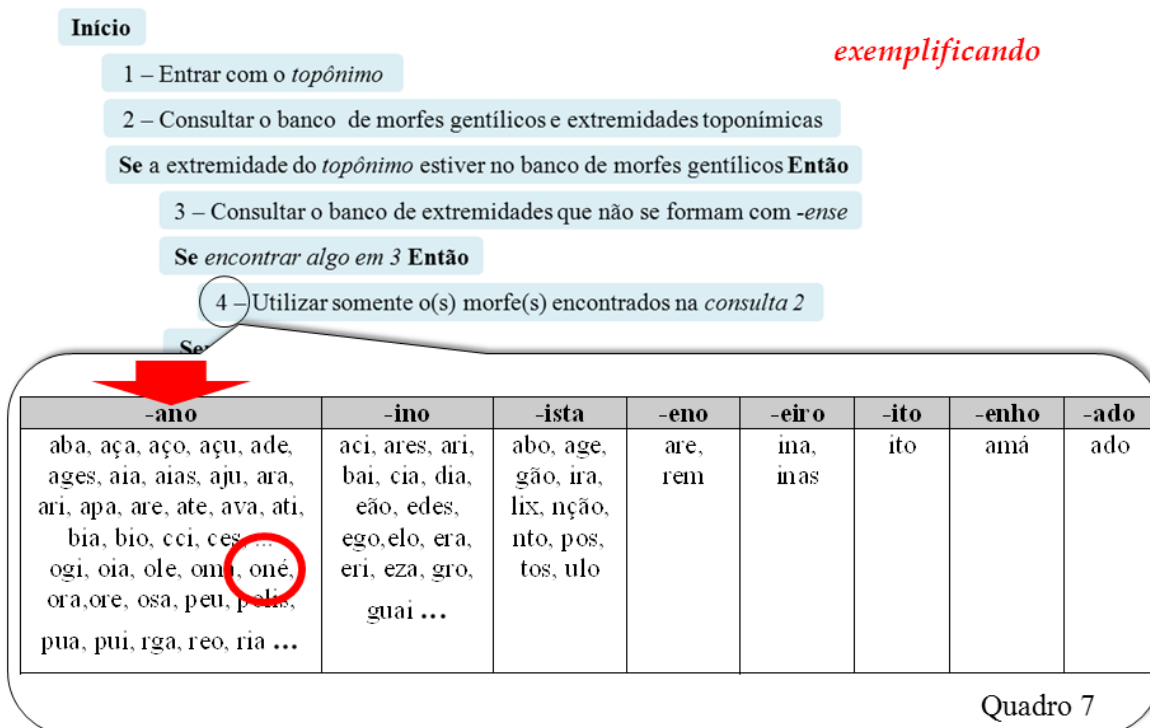 Início
exemplificando
1 – Entrar com o topônimo
2 – Consultar o banco de morfes gentílicos e extremidades toponímicas
Se a extremidade do topônimo estiver no banco de morfes gentílicos Então
3 – Consultar o banco de extremidades que não se formam com -ense
Se encontrar algo em 3 Então
4 – Utilizar somente o(s) morfe(s) encontrados na consulta 2
-ano
aba, aça, aço, açu, ade,
ages, aia, aias, aju, ara,
ari, apa, are, ate, ava, ati,
bia, bio, cci, ces, ...
ogi, oia, ole, oma, oné,
ora,ore, osa, peu, polis,
pua, pui, rga, reo, ria ...
-ino
aci, ares, ari,
bai, cia, dia,
eão, edes,
ego,elo, era,
eri, eza, gro,
guai ...
-ista
abo, age,
gão, ira,
lix, nção,
nto, pos,
tos, ulo
-eno
are,
rem
-eiro
ina,
inas
-ito
ito
-enho
amá
-ado
ado
Quadro 7